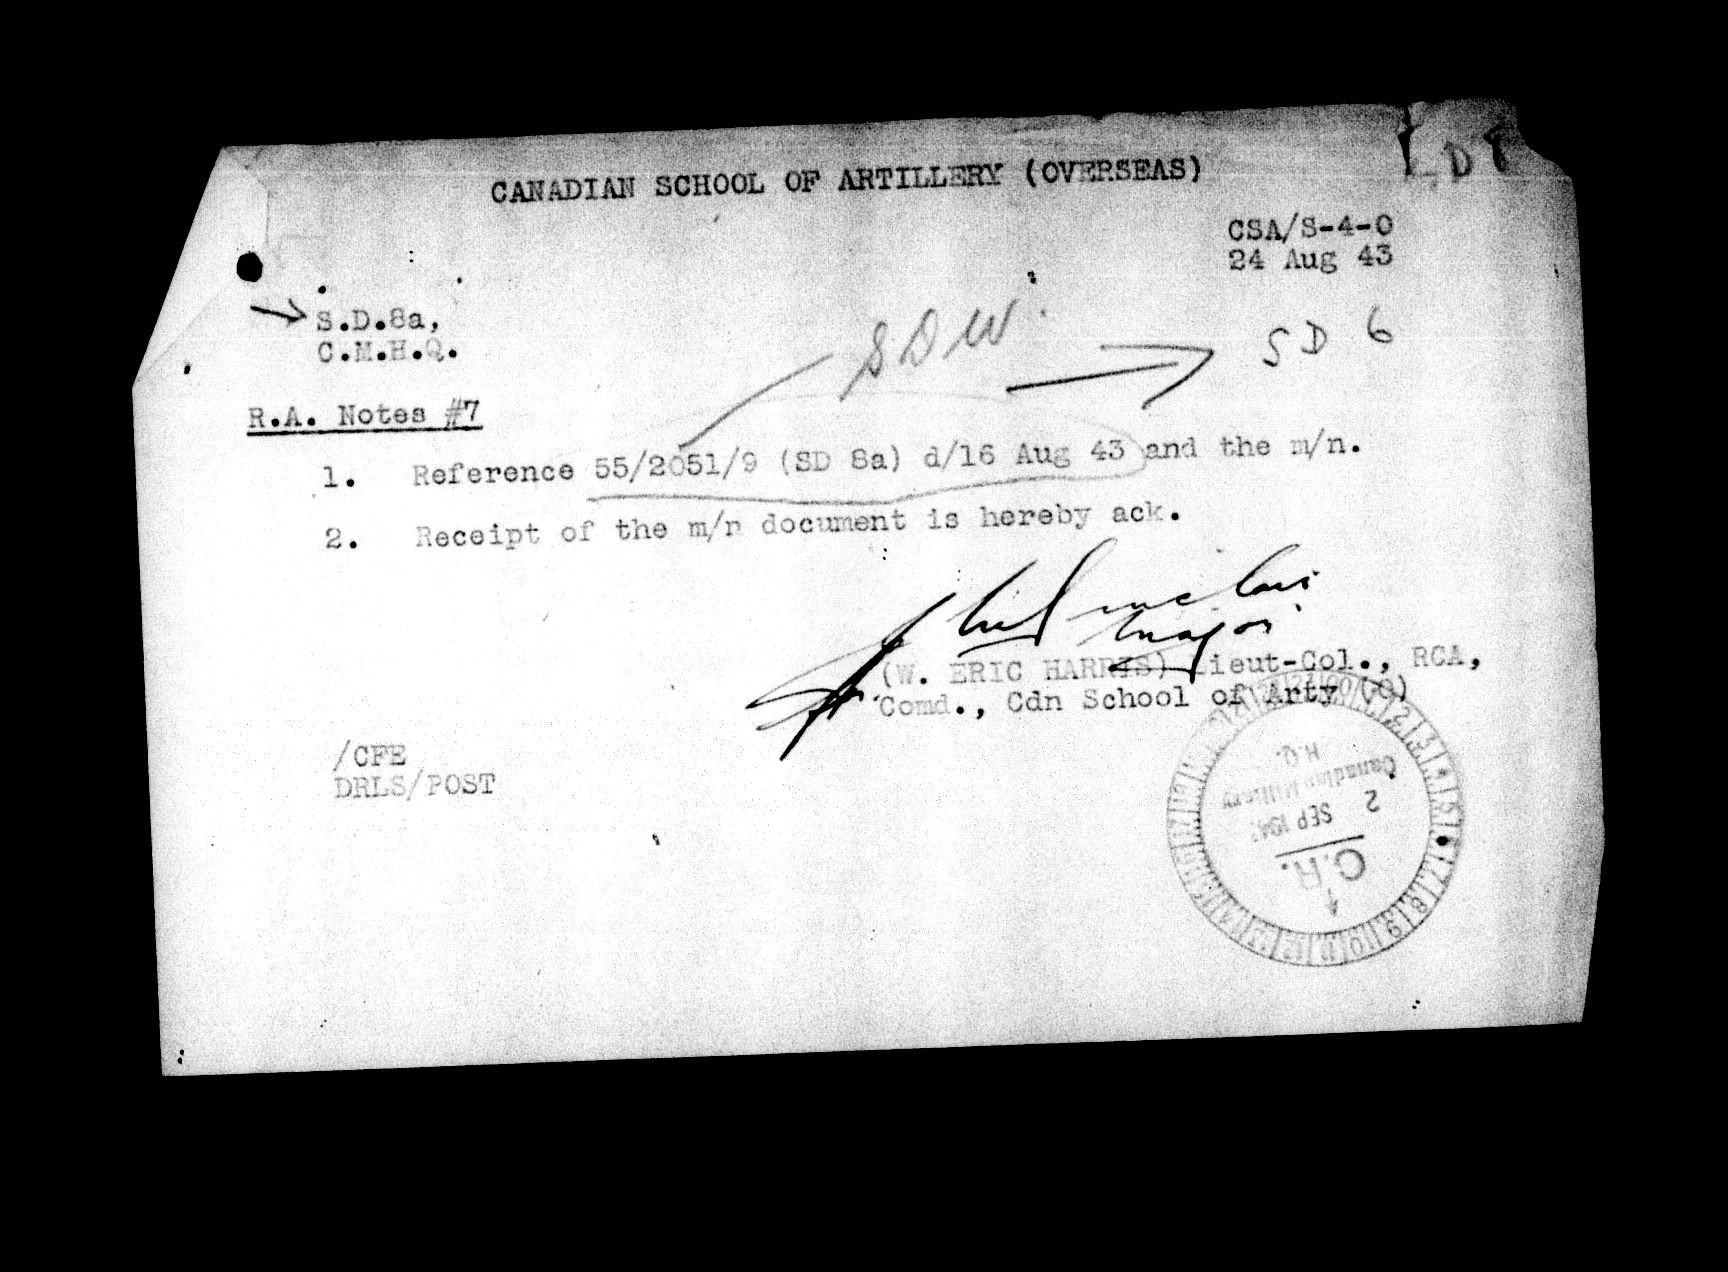 CANADIAN SCHOOL OF ARTILLERY (OVERSEAS)
D 8
CSA/S-4-0
24 Aug 43
S.D.8a,
C.M.H.Q.
SDW.
SD 6
R.A. Notes #7
1. Reference 55/2051/9 (SD 8a) d/16 Aug 43 and the m/n.
2. Receipt of the m/n document is hereby ack.
Major
(W. ERIC HARRIS) Lieut-Col., RCA,
Comd., Cdn School of Arty (O)
/CFE
DRLS/POST
C.R.
2 SEP 194
Canadian Military
H.Q.